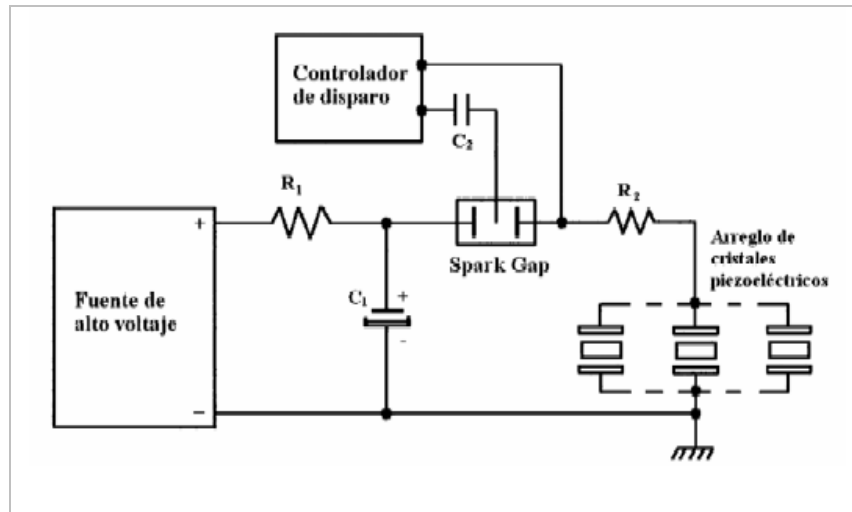 Controlador
de disparo
C₂
R₁
R₂
+
Spark Gap
Arreglo de
cristales
piezoeléctricos
Fuente de
alto voltaje
C₁
+
-
−